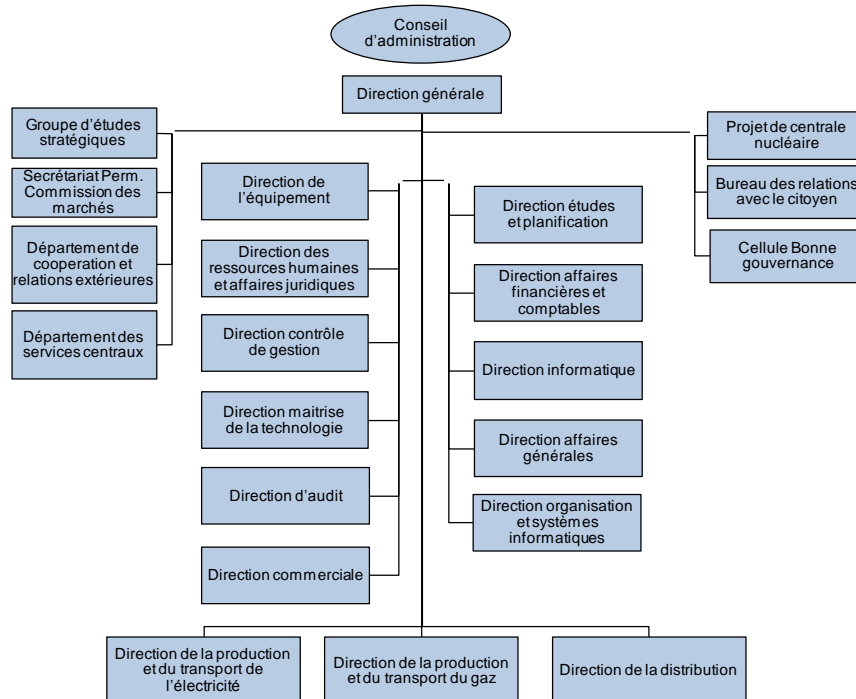 Conseil
d'administration
Direction générale
Groupe d'études
stratégiques
Secrétariat Perm.
Commission des
marchés
Département de
cooperation et
relations extérieures
Département des
services centraux
Direction de
l'équipement
Direction des
ressources humaines
et affaires juridiques
Direction contrôle
de gestion
Direction maitrise
de la technologie
Direction d'audit
Direction commerciale
Direction études
et planification
Direction affaires
financières et
comptables
Direction informatique
Direction affaires
générales
Direction organisation
et systèmes
informatiques
Projet de centrale
nucléaire
Bureau des relations
avec le citoyen
Cellule Bonne
gouvernance
Direction de la production
et du transport de
l'électricité
Direction de la production
et du transport du gaz
Direction de la distribution